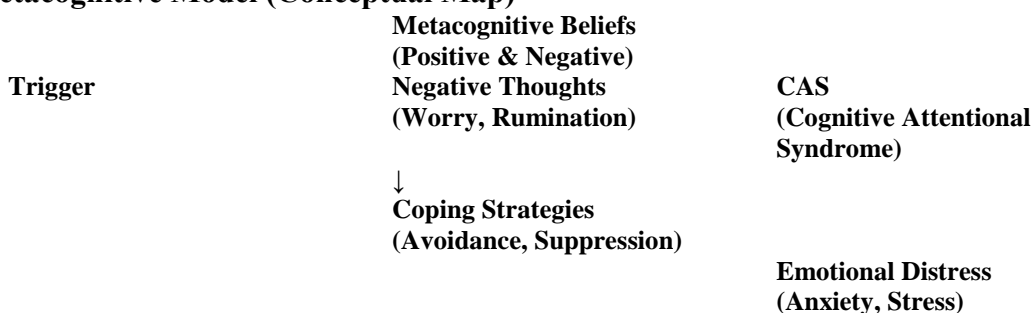 etacognitive Model (Conceptual Map)
Metacognitive Beliefs
(Positive & Negative)
Trigger Negative Thoughts CAS
(Worry, Rumination) (Cognitive Attentional
Syndrome)
↓
Coping Strategies
(Avoidance, Suppression)
Emotional Distress
(Anxiety, Stress)